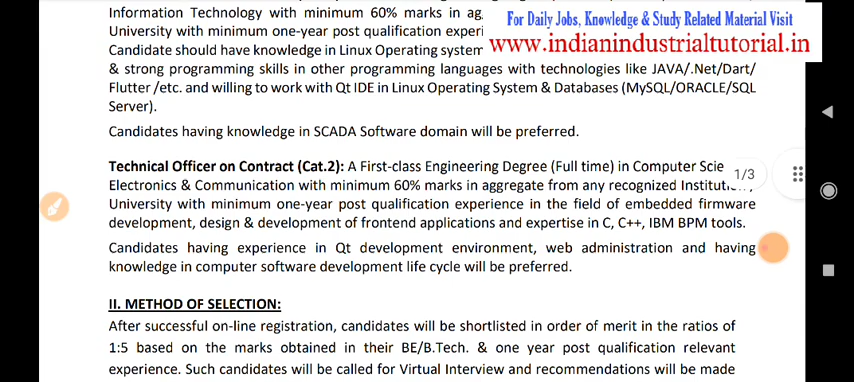 Information Technology with minimum 60% marks in
University with minimum one-year post qualification
Candidate should have knowledge in Linux Operating system
& strong programming skills in other programming languages with technologies like JAVA/.Net/Dart/
Flutter /etc. and willing to work with Qt IDE in Linux Operating System & Databases (MySQL/ORACLE/SQL
Server).
For Daily Jobs, Knowledge & Study Related Material Visit
www.indianindustrialtutorial.in
Candidates having knowledge in SCADA Software domain will be preferred.
Technical Officer on Contract (Cat.2): A First-class Engineering Degree (Full time) in Computer Scie
1/3
Electronics & Communication with minimum 60% marks in aggregate from any recognized
University with minimum one-year post qualification experience in the field of embedded firmware
development, design & development of frontend applications and expertise in C, C++, IBM BPM tools.
Candidates having experience in Qt development environment, web administration and having
knowledge in computer software development life cycle will be preferred.
II. METHOD OF SELECTION:
After successful on-line registration, candidates will be shortlisted in order of merit in the ratios of
1:5 based on the marks obtained in their BE/B.Tech. & one year post qualification relevant
experience. Such candidates will be called for Virtual Interview and recommendations will be made